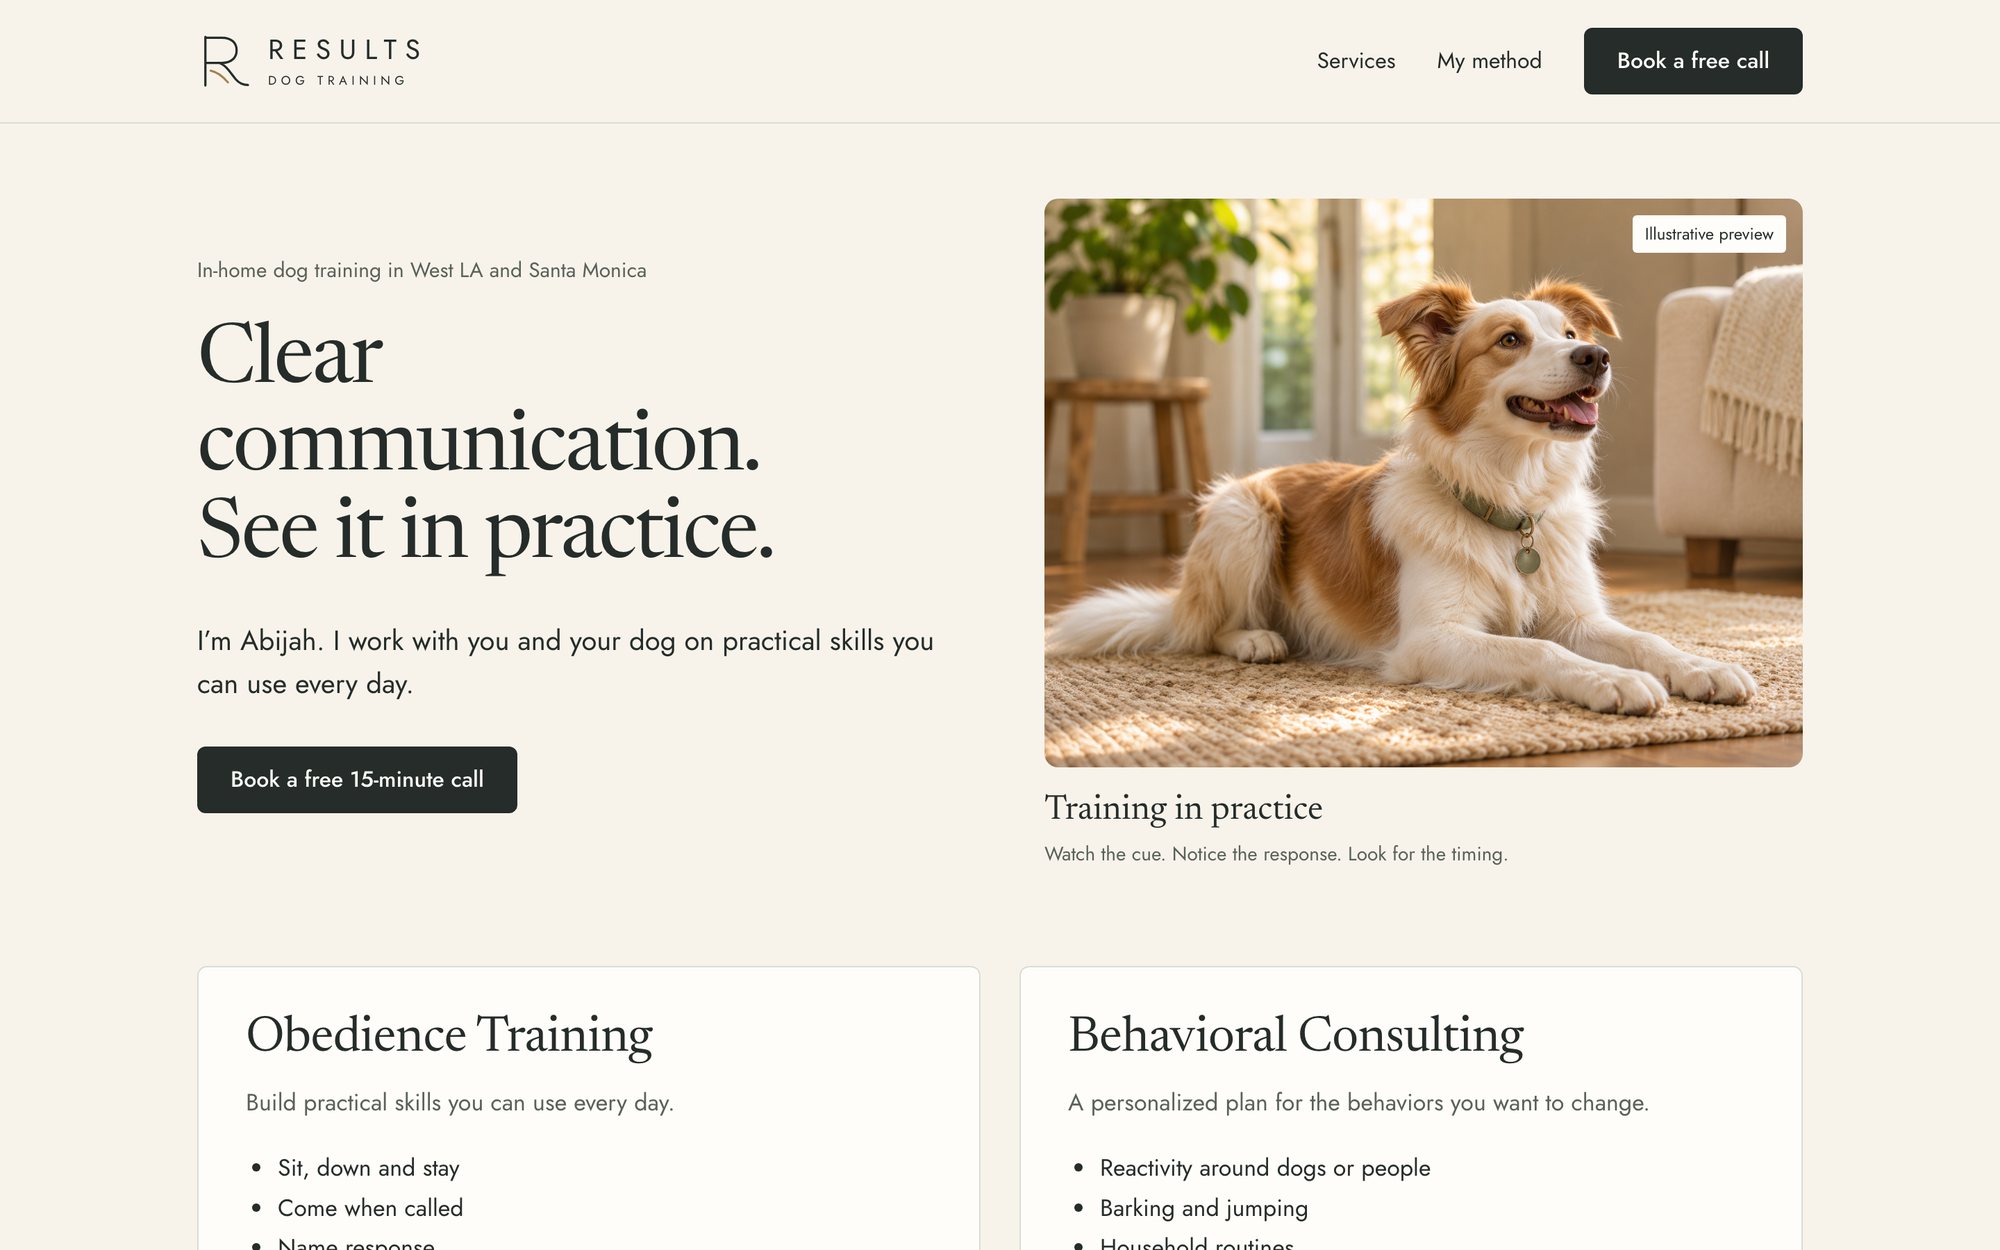 RESULTS
DOG TRAINING
Services
My method
Book a free call
In-home dog training in West LA and Santa Monica
Clear
communication.
See it in practice.
I’m Abijah. I work with you and your dog on practical skills you
can use every day.
Book a free 15-minute call
Illustrative preview
Training in practice
Watch the cue. Notice the response. Look for the timing.
Obedience Training
Build practical skills you can use every day.
Sit, down and stay
Come when called
Name response
Behavioral Consulting
A personalized plan for the behaviors you want to change.
Reactivity around dogs or people
Barking and jumping
Household routines